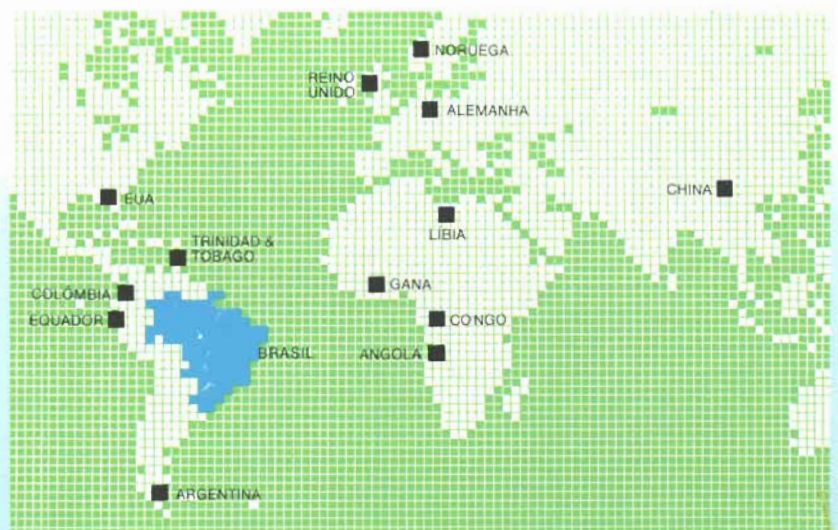 NORUEGA
REINO
UNIDO
ALEMANHA
CHINA
EUA
LÍBIA
TRINIDAD &
TOBAGO
GANA
COLÔMBIA
EQUADOR
CONGO
BRASIL
ANGOLA
ARGENTINA